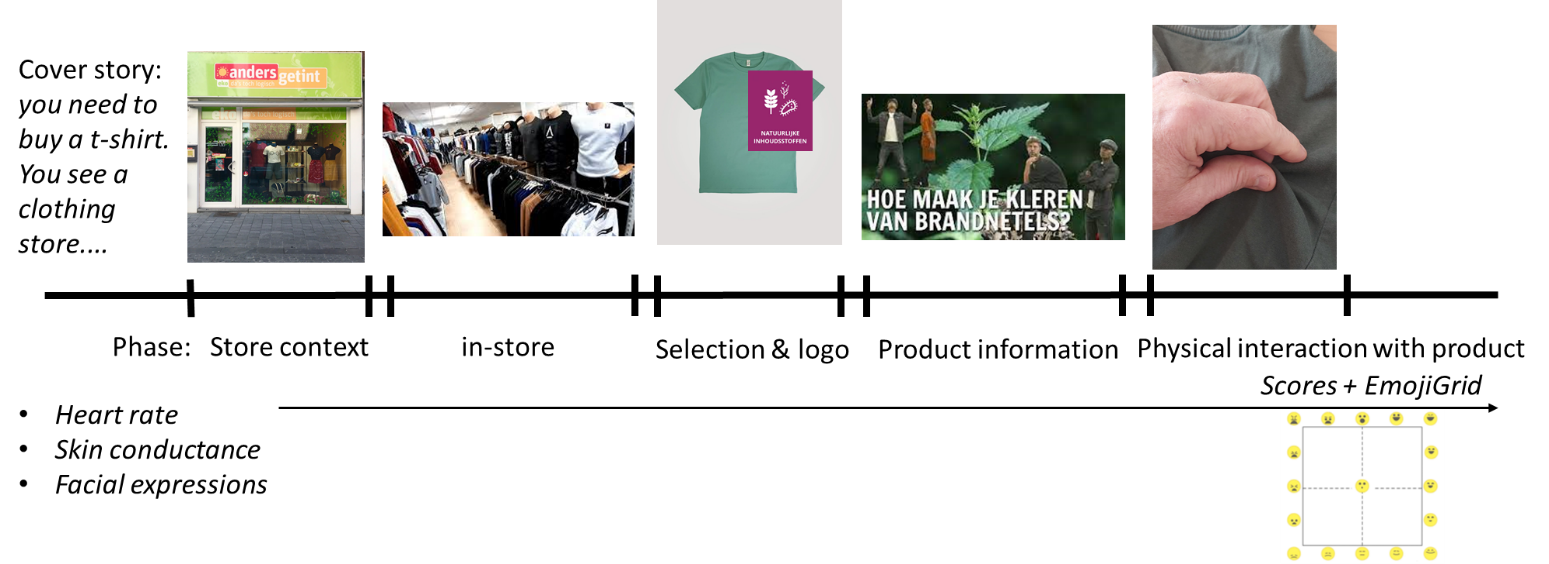 Cover story:
you need to
buy a t-shirt.
You see a
clothing
store....
anders
getint
NATUURLIJKE
INHOUDSSTOFFEN
HOE MAAK JE KLEREN
VAN BRANDNETELS?
Phase:
Store context
in-store
Selection & logo
Product information
Physical interaction with product
Scores + EmojiGrid
• Heart rate
• Skin conductance
• Facial expressions